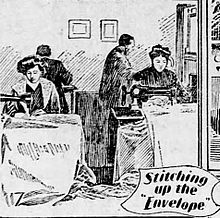 Stitching
up the
"Envelope"